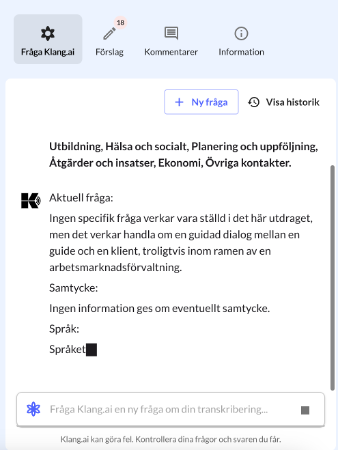 18
Fråga Klang.ai Förslag Kommentarer Information
+ Ny fråga Visa historik
Utbildning, Hälsa och socialt, Planering och uppföljning,
Åtgärder och insatser, Ekonomi, Övriga kontakter.
Aktuell fråga:
Ingen specifik fråga verkar vara ställd i det här utdraget,
men det verkar handla om en guidad dialog mellan en
guide och en klient, troligtvis inom ramen av en
arbetsmarknadsförvaltning.
Samtycke:
Ingen information ges om eventuellt samtycke.
Språk:
Språket
Fråga Klang.ai en ny fråga om din transkribering...
Klang.ai kan göra fel. Kontrollera dina frågor och svaren du får.